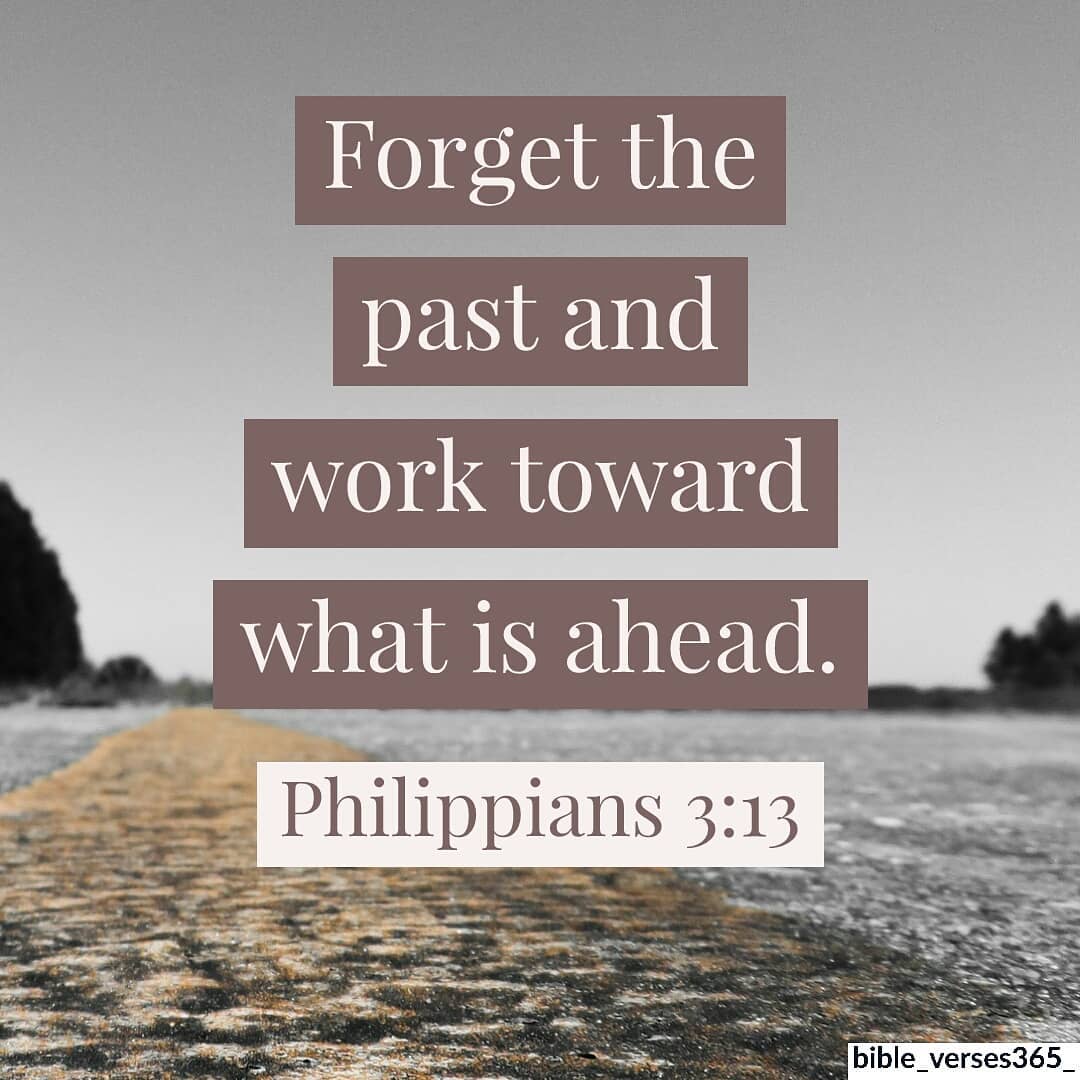 Forget the
past and
work toward
what is ahead.
Philippians 3:13
bible_verses365_